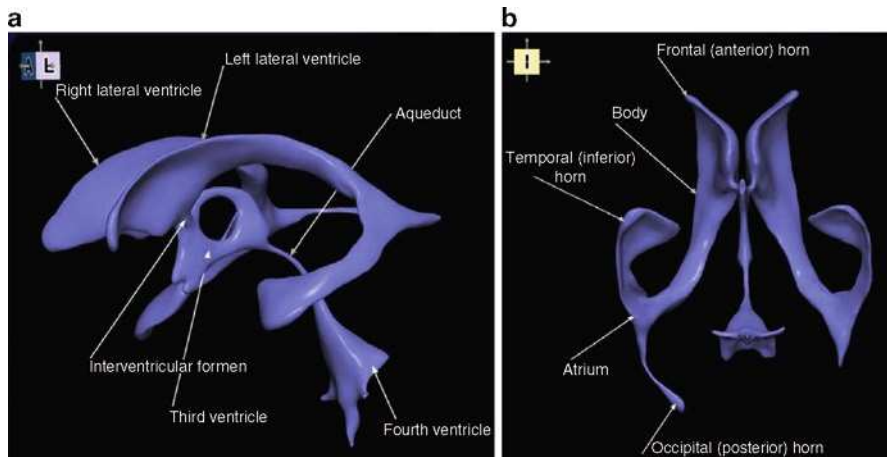 a
A L
Left lateral ventricle
Right lateral ventricle
Aqueduct
Interventricular formen
Third ventricle
Fourth ventricle
b
I
Frontal (anterior) horn
Body
Temporal (inferior)
horn
Atrium
Occipital (posterior) horn